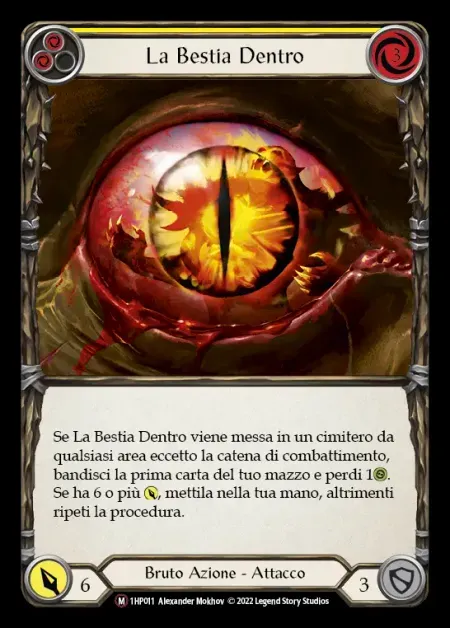 La Bestia Dentro
3
Se La Bestia Dentro viene messa in un cimitero da
qualsiasi area eccetto la catena di combattimento,
bandisci la prima carta del tuo mazzo e perdi 1.
Se ha 6 o più , mettila nella tua mano, altrimenti
ripeti la procedura.
6
Bruto Azione - Attacco
3
M 1HP011 Alexander Mokhov © 2022 Legend Story Studios